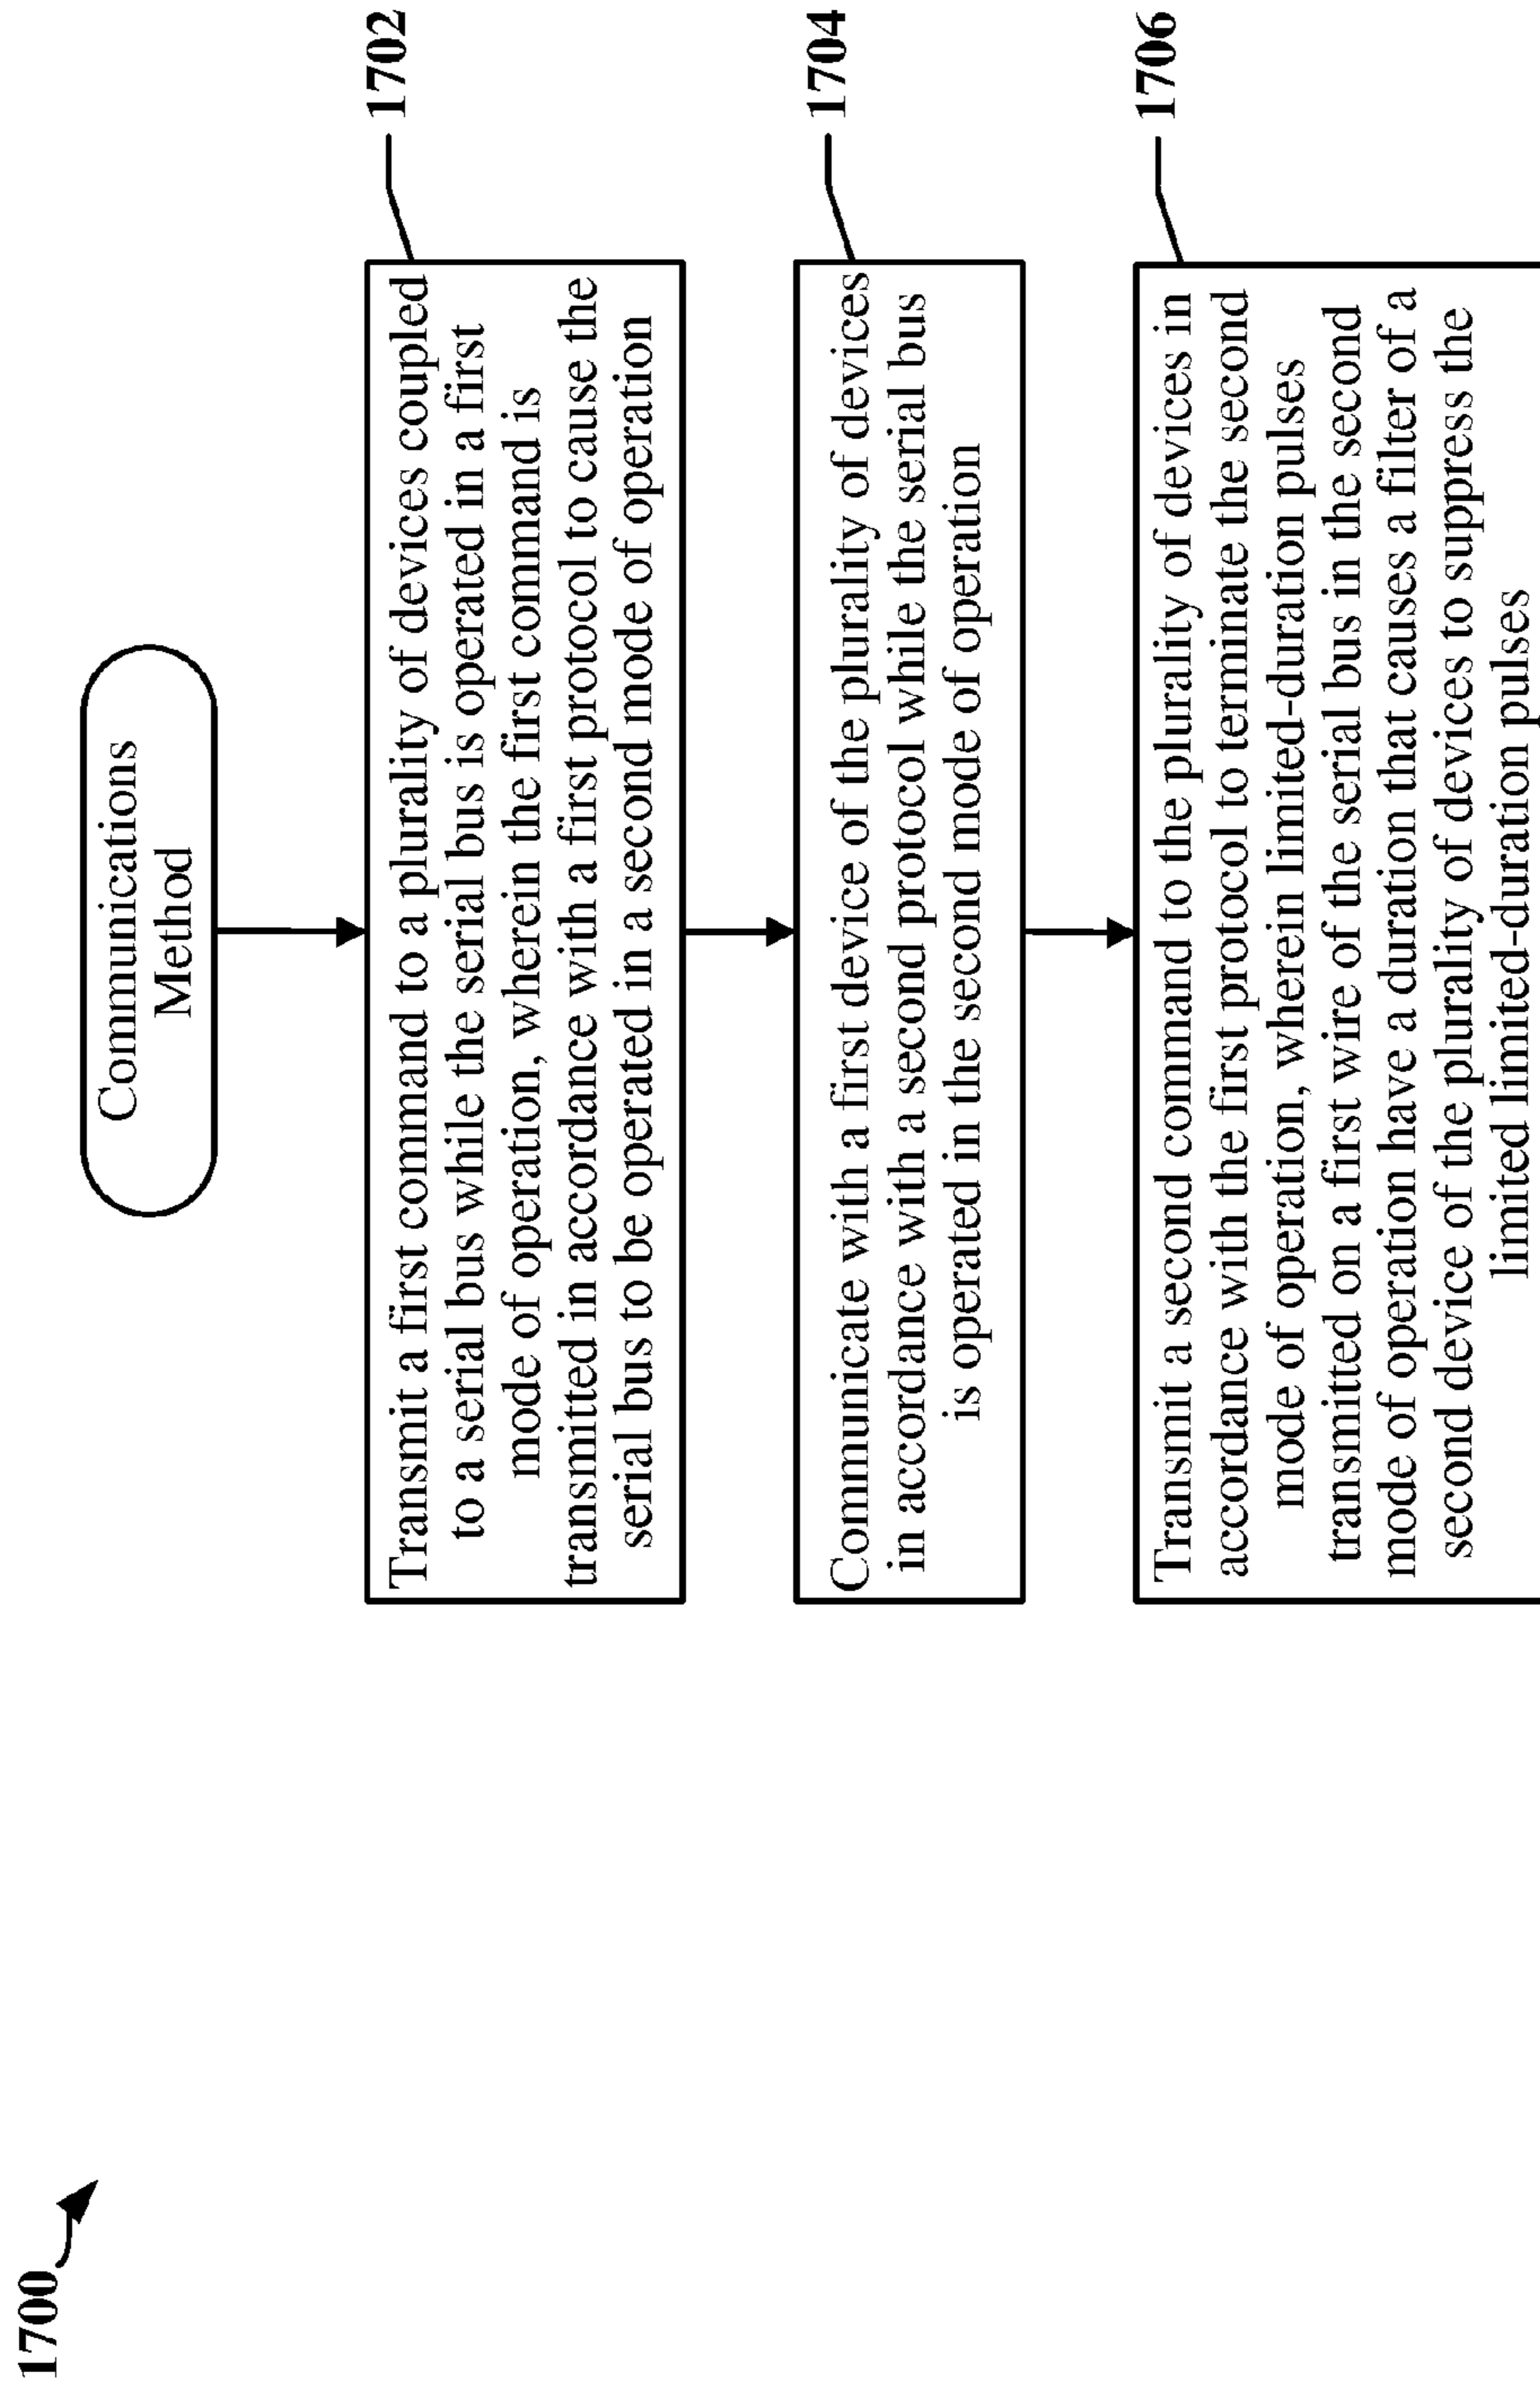 1700
Communications
Method
1702
Transmit a first command to a plurality of devices coupled
to a serial bus while the serial bus is operated in a first
mode of operation, wherein the first command is
transmitted in accordance with a first protocol to cause the
serial bus to be operated in a second mode of operation
1704
Communicate with a first device of the plurality of devices
in accordance with a second protocol while the serial bus
is operated in the second mode of operation
1706
Transmit a second command to the plurality of devices in
accordance with the first protocol to terminate the second
mode of operation, wherein limited-duration pulses
transmitted on a first wire of the serial bus in the second
mode of operation have a duration that causes a filter of a
second device of the plurality of devices to suppress the
limited limited-duration pulses